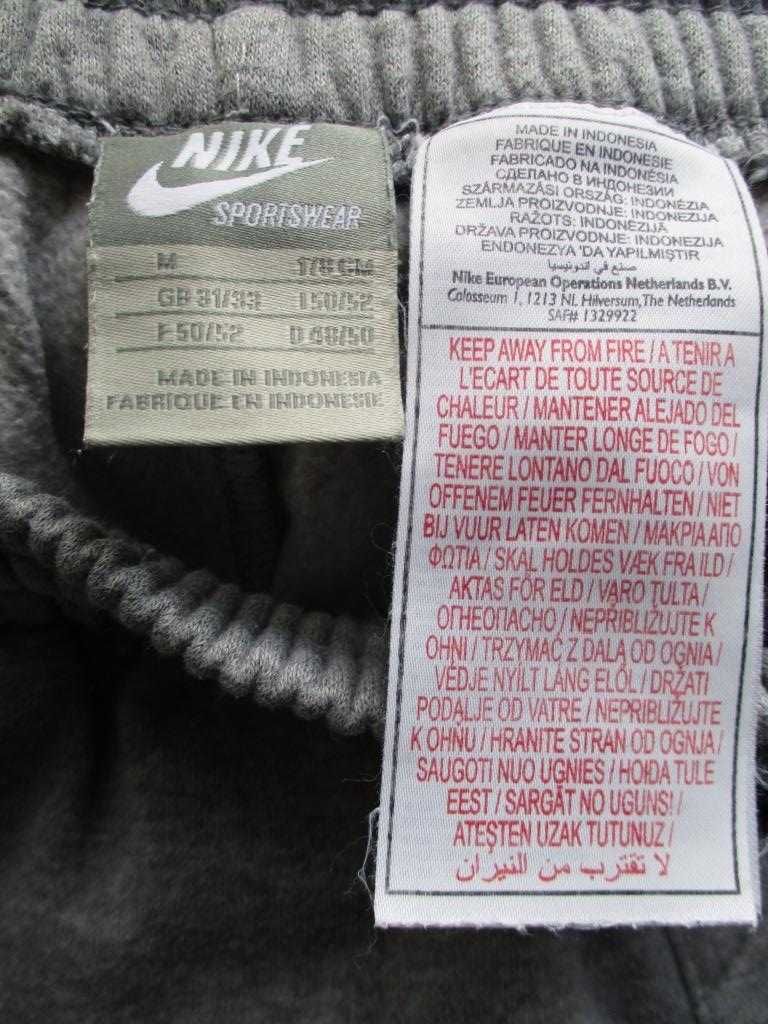 NIKE
SPORTSWEAR
M 178 CM
GB 31/33 I 50/52
F 50/52 D 48/50
MADE IN INDONESIA
FABRIQUE EN INDONESIE
MADE IN INDONESIA
FABRIQUE EN INDONESIE
FABRICADO NA INDONÉSIA
СДЕЛАНО В ИНДОНЕЗИИ
SZÁRMAZÁSI ORSZÁG: INDONÉZIA
ZEMLJA PROIZVODNJE: INDONEZIJA
RAŽOTS: INDONĒZIJĀ
DRŽAVA PROIZVODNJE: INDONEZIJA
ENDONEZYA 'DA YAPILMIŞTIR
صنع في اندونيسيا
Nike European Operations Netherlands B.V.
Colosseum 1, 1213 NL Hilversum, The Netherlands
SAF# 1329922
KEEP AWAY FROM FIRE / A TENIR A
L'ECART DE TOUTE SOURCE DE
CHALEUR / MANTENER ALEJADO DEL
FUEGO / MANTER LONGE DE FOGO /
TENERE LONTANO DAL FUOCO / VON
OFFENEM FEUER FERNHALTEN / NIET
BIJ VUUR LATEN KOMEN / ΜΑΚΡΙΑ ΑΠΟ
ΦΩΤΙΑ / SKAL HOLDES VÆK FRA ILD /
AKTAS FÖR ELD / VARO TULTA /
ОГНЕОПАСНО / NEPŘIBLIŽUJTE K
OHNI / TRZYMAĆ Z DALA OD OGNIA /
VÉDJE NYÍLT LÁNG ELŐL / DRŽATI
PODALJE OD VATRE / NEPRIBLIŽUJTE
K OHŇU / HRANITE STRAN OD OGNJA /
SAUGOTI NUO UGNIES / HOIDA TULE
EEST / SARGĀT NO UGUNS! /
ATEŞTEN UZAK TUTUNUZ /
لا تقترب من النيران